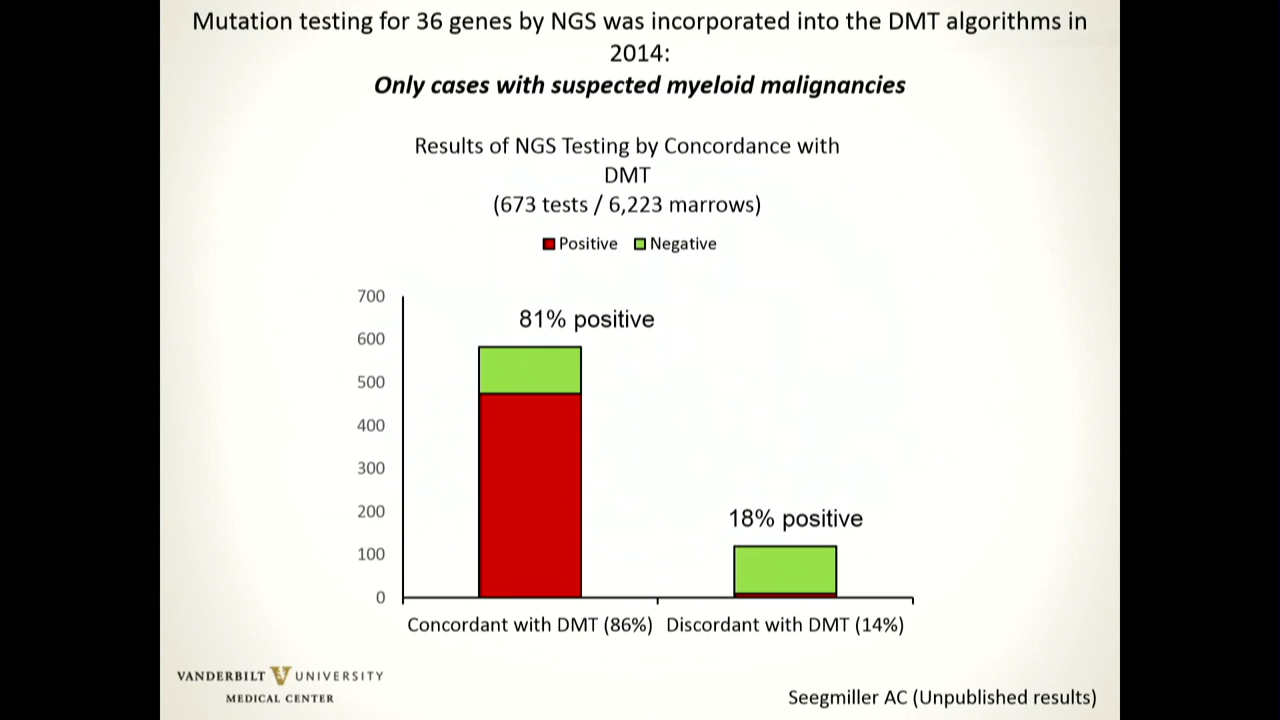 Mutation testing for 36 genes by NGS was incorporated into the DMT algorithms in
2014:
Only cases with suspected myeloid malignancies
Results of NGS Testing by Concordance with
DMT
(673 tests / 6,223 marrows)
Positive Negative
700
600
500
400
300
200
100
0
81% positive
18% positive
Concordant with DMT (86%) Discordant with DMT (14%)
VANDERBILT V UNIVERSITY
MEDICAL CENTER
Seegmiller AC (Unpublished results)